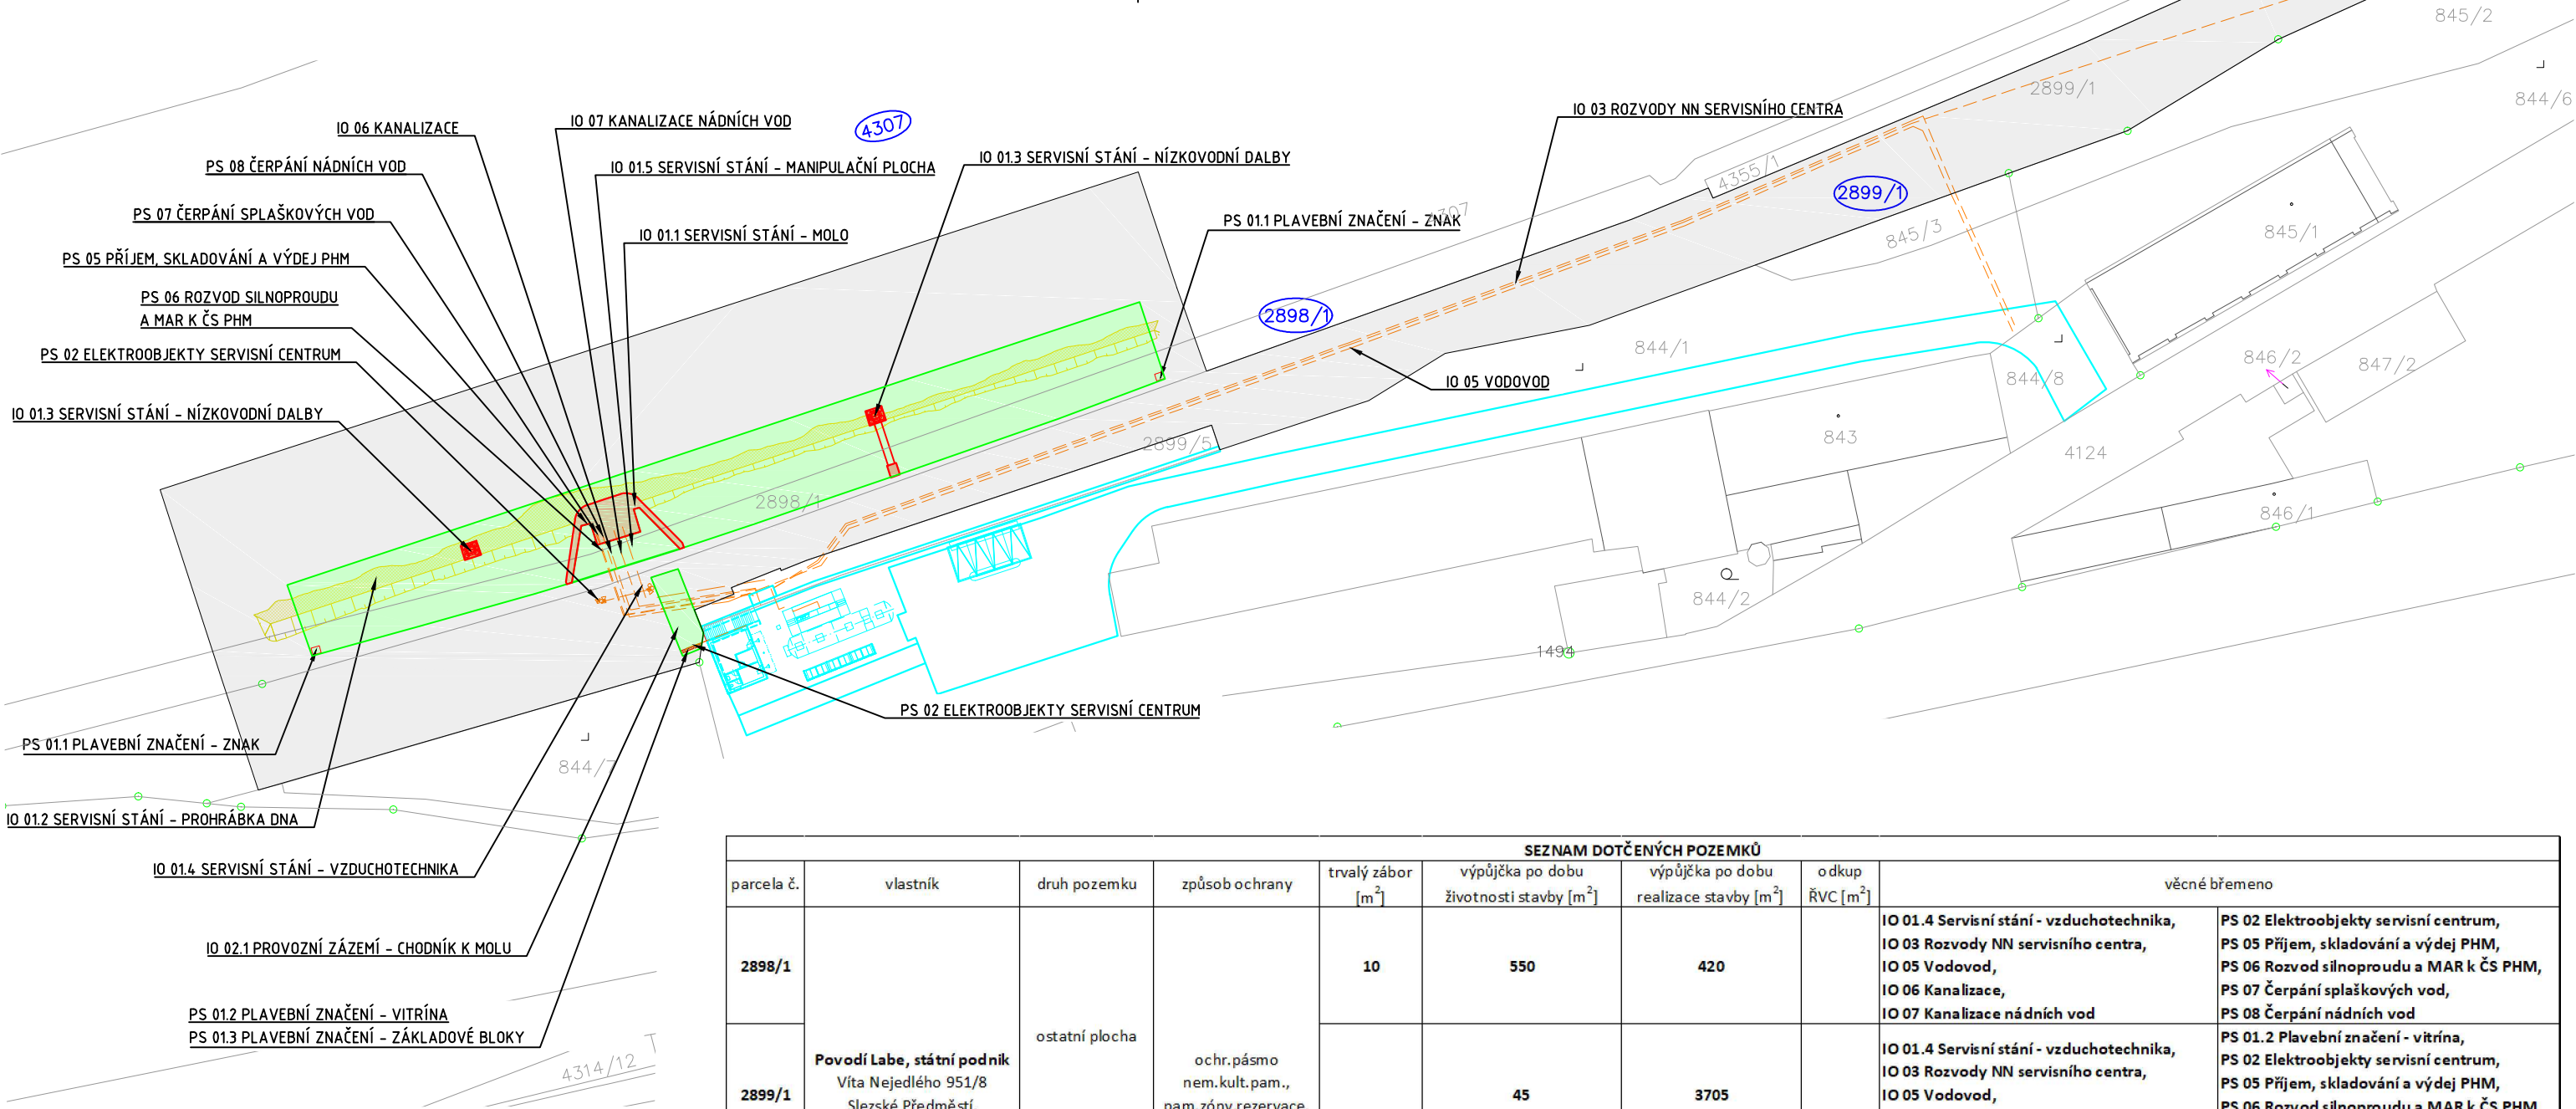 845/2
2899/1
844/6
IO 06 KANALIZACE
IO 07 KANALIZACE NÁDNÍCH VOD
4307
IO 03 ROZVODY NN SERVISNÍHO CENTRA
PS 08 ČERPÁNÍ NÁDNÍCH VOD
IO 01.5 SERVISNÍ STÁNÍ - MANIPULAČNÍ PLOCHA
IO 01.3 SERVISNÍ STÁNÍ - NÍZKOVODNÍ DALBY
4355/1
2899/1
PS 07 ČERPÁNÍ SPLAŠKOVÝCH VOD
IO 01.1 SERVISNÍ STÁNÍ - MOLO
PS 01.1 PLAVEBNÍ ZNAČENÍ - ZNAK
4307
845/3
845/1
PS 05 PŘÍJEM, SKLADOVÁNÍ A VÝDEJ PHM
PS 06 ROZVOD SILNOPROUDU
A MAR K ČS PHM
2898/1
844/1
846/2
847/2
PS 02 ELEKTROOBJEKTY SERVISNÍ CENTRUM
IO 05 VODOVOD
844/8
IO 01.3 SERVISNÍ STÁNÍ - NÍZKOVODNÍ DALBY
2899/5
843
4124
2898/1
846/1
844/2
1494
PS 02 ELEKTROOBJEKTY SERVISNÍ CENTRUM
PS 01.1 PLAVEBNÍ ZNAČENÍ - ZNAK
844/7
IO 01.2 SERVISNÍ STÁNÍ - PROHRÁBKA DNA
IO 01.4 SERVISNÍ STÁNÍ - VZDUCHOTECHNIKA
IO 02.1 PROVOZNÍ ZÁZEMÍ - CHODNÍK K MOLU
PS 01.2 PLAVEBNÍ ZNAČENÍ - VITRÍNA
PS 01.3 PLAVEBNÍ ZNAČENÍ - ZÁKLADOVÉ BLOKY
4314/12
SEZNAM DOTČENÝCH POZEMKŮ
parcela č. vlastník druh pozemku způsob ochrany trvalý zábor [m²] výpůjčka po dobu životnosti stavby [m²] výpůjčka po dobu realizace stavby [m²] odkup ŘVC [m²] věcné břemeno
2898/1 10 550 420
IO 01.4 Servisní stání - vzduchotechnika,
IO 03 Rozvody NN servisního centra,
IO 05 Vodovod,
IO 06 Kanalizace,
IO 07 Kanalizace nádních vod
PS 02 Elektroobjekty servisní centrum,
PS 05 Příjem, skladování a výdej PHM,
PS 06 Rozvod silnoproudu a MAR k ČS PHM,
PS 07 Čerpání splaškových vod,
PS 08 Čerpání nádních vod
ostatní plocha
Povodí Labe, státní podnik
Víta Nejedlého 951/8
Slezské Předměstí,
ochr.pásmo
nem.kult.pam.,
pam.zóny,rezervace
2899/1 45 3705
IO 01.4 Servisní stání - vzduchotechnika,
IO 03 Rozvody NN servisního centra,
IO 05 Vodovod,
PS 01.2 Plavební značení - vitrína,
PS 02 Elektroobjekty servisní centrum,
PS 05 Příjem, skladování a výdej PHM,
PS 06 Rozvod silnoproudu a MAR k ČS PHM